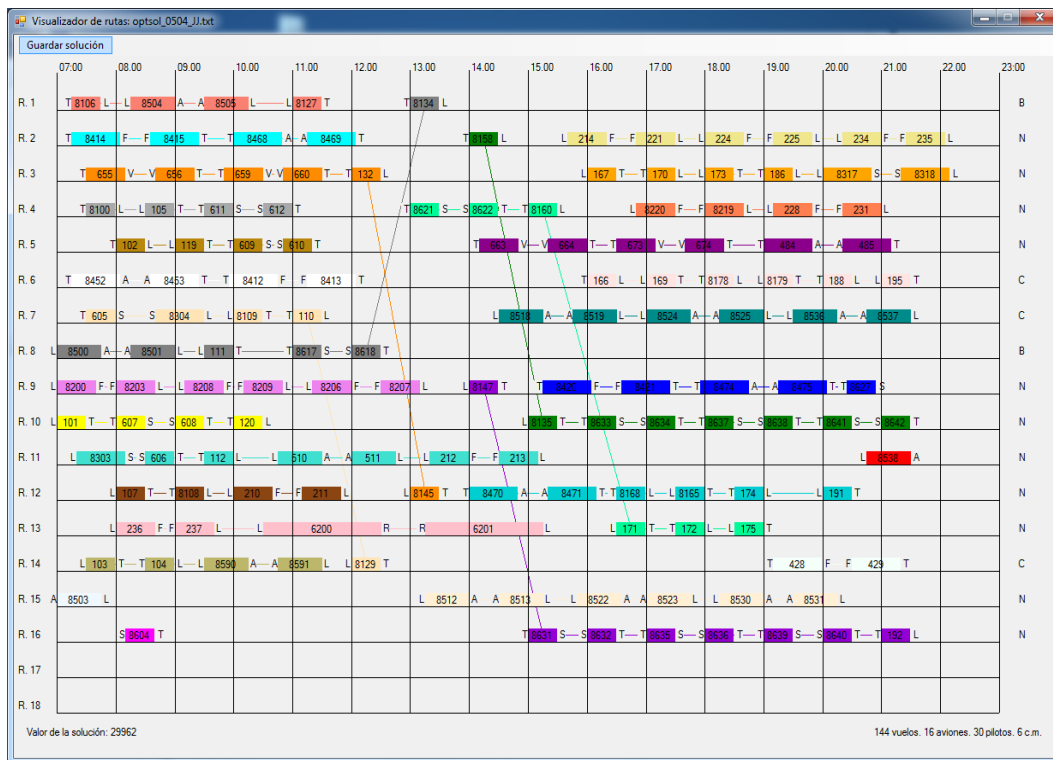 Visualizador de rutas: optsol_0504_JJ.txt
Guardar solución
07:00 08.00 09.00 10.00 11.00 12.00 13.00 14.00 15.00 16.00 17.00 18.00 19.00 20.00 21.00 22.00 23:00
R. 1 T 8106 L L 8504 A A 8505 L L 8127 T T 8134 L B
R. 2 T 8414 F F 8415 T T 8468 A A 8469 T T 8158 L L 214 F F 221 L L 224 F F 225 L L 234 F F 235 L N
R. 3 T 655 V V 656 T T 659 V V 660 T T 132 L L 167 T T 170 L L 173 T T 186 L L 8317 S S 8318 L N
R. 4 T 8100 L L 105 T T 611 S S 612 T T 8621 S S 8622 T T 8160 L L 8220 F F 8219 L L 228 F F 231 L N
R. 5 T 102 L L 119 T T 609 S S 610 T T 663 V V 664 T T 673 V V 674 T T 484 A A 485 T N
R. 6 T 8452 A A 8453 T T 8412 F F 8413 T T 166 L L 169 T T 8178 L L 8179 T T 188 L L 195 T C
R. 7 T 605 S S 8304 L L 8109 T T 110 L L 8518 A A 8519 L L 8524 A A 8525 L L 8536 A A 8537 L C
R. 8 L 8500 A A 8501 L L 111 T T 8617 S S 8618 T B
R. 9 L 8200 F F 8203 L L 8208 F F 8209 L L 8206 F F 8207 L L 8147 T T 8420 F F 8421 T T 8474 A A 8475 T T 8627 S N
R. 10 L 101 T T 607 S S 608 T T 120 L L 8135 T T 8633 S S 8634 T T 8637 S S 8638 T T 8641 S S 8642 T N
R. 11 L 8303 S S 606 T T 112 L L 510 A A 511 L L 212 F F 213 L L 8538 A N
R. 12 L 107 T T 8108 L L 210 F F 211 L L 8145 T T 8470 A A 8471 T T 8168 L L 8165 T T 174 L L 191 T N
R. 13 L 236 F F 237 L L 6200 R R 6201 L L 171 T T 172 L L 175 T N
R. 14 L 103 T T 104 L L 8590 A A 8591 L L 8129 T T 428 F F 429 T C
R. 15 A 8503 L L 8512 A A 8513 L L 8522 A A 8523 L L 8530 A A 8531 L N
R. 16 S 8604 T T 8631 S S 8632 T T 8635 S S 8636 T T 8639 S S 8640 T T 192 L N
R. 17
R. 18
Valor de la solución: 29962 144 vuelos. 16 aviones. 30 pilotos. 6 c.m.